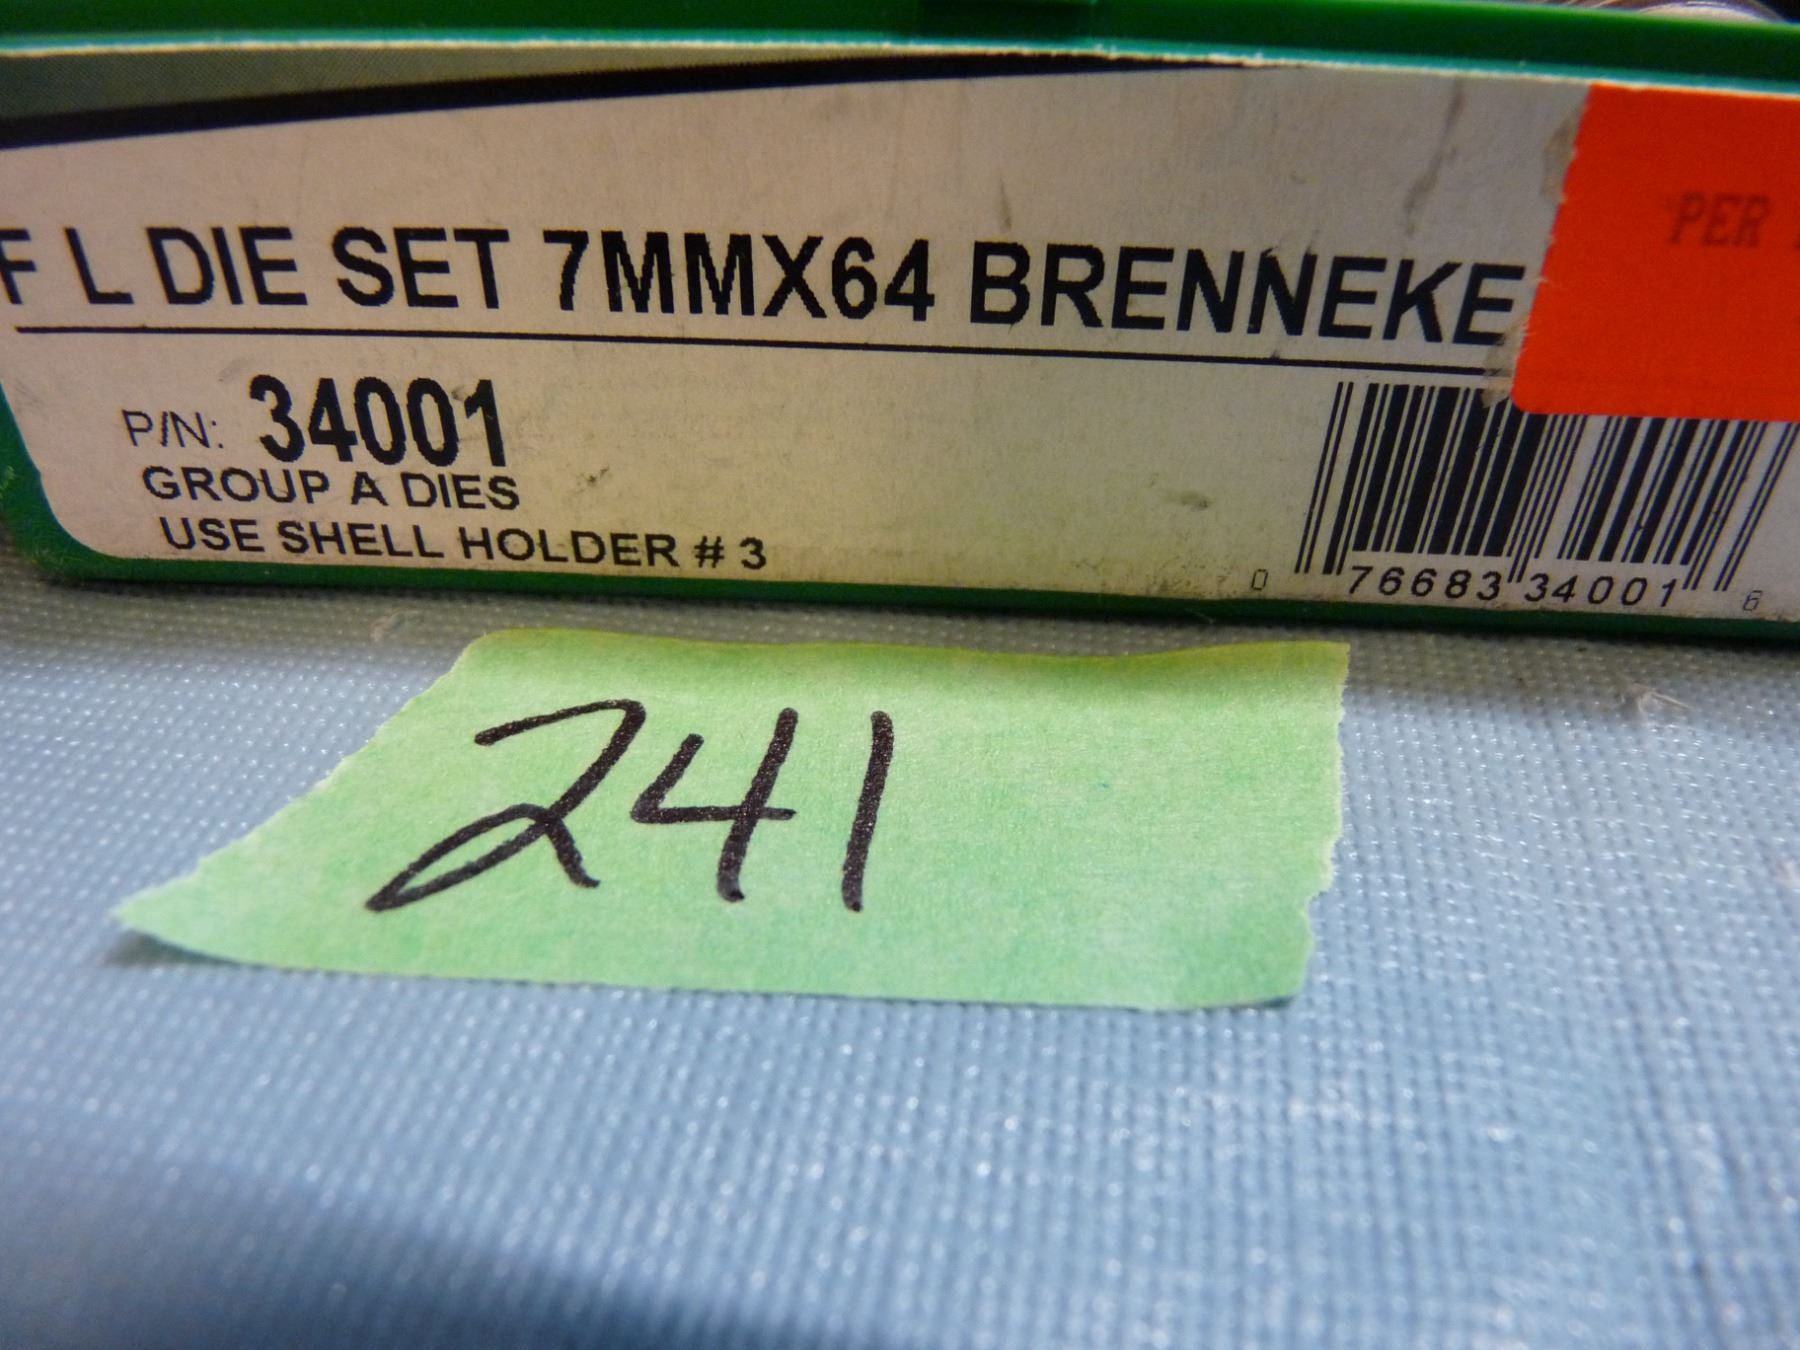 F L DIE SET 7MMX64 BRENNEKE
PER
P/N: 34001
GROUP A DIES
USE SHELL HOLDER # 3
0 76683 34001 6
241